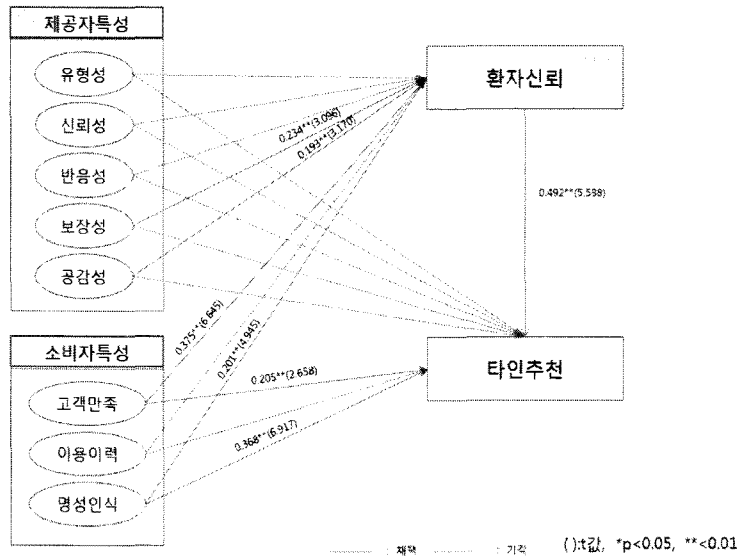 제공자특성
유형성
신뢰성
반응성
보장성
공감성
소비자특성
고객만족
이용이력
명성인식
환자신뢰
타인추천
0.234**(3.096)
0.193**(3.170)
0.492**(5.598)
0.375**(6.645)
0.201**(4.945)
0.205**(2.658)
0.368**(6.917)
: 채택
: 기각
( ):t값, *p<0.05, **<0.01